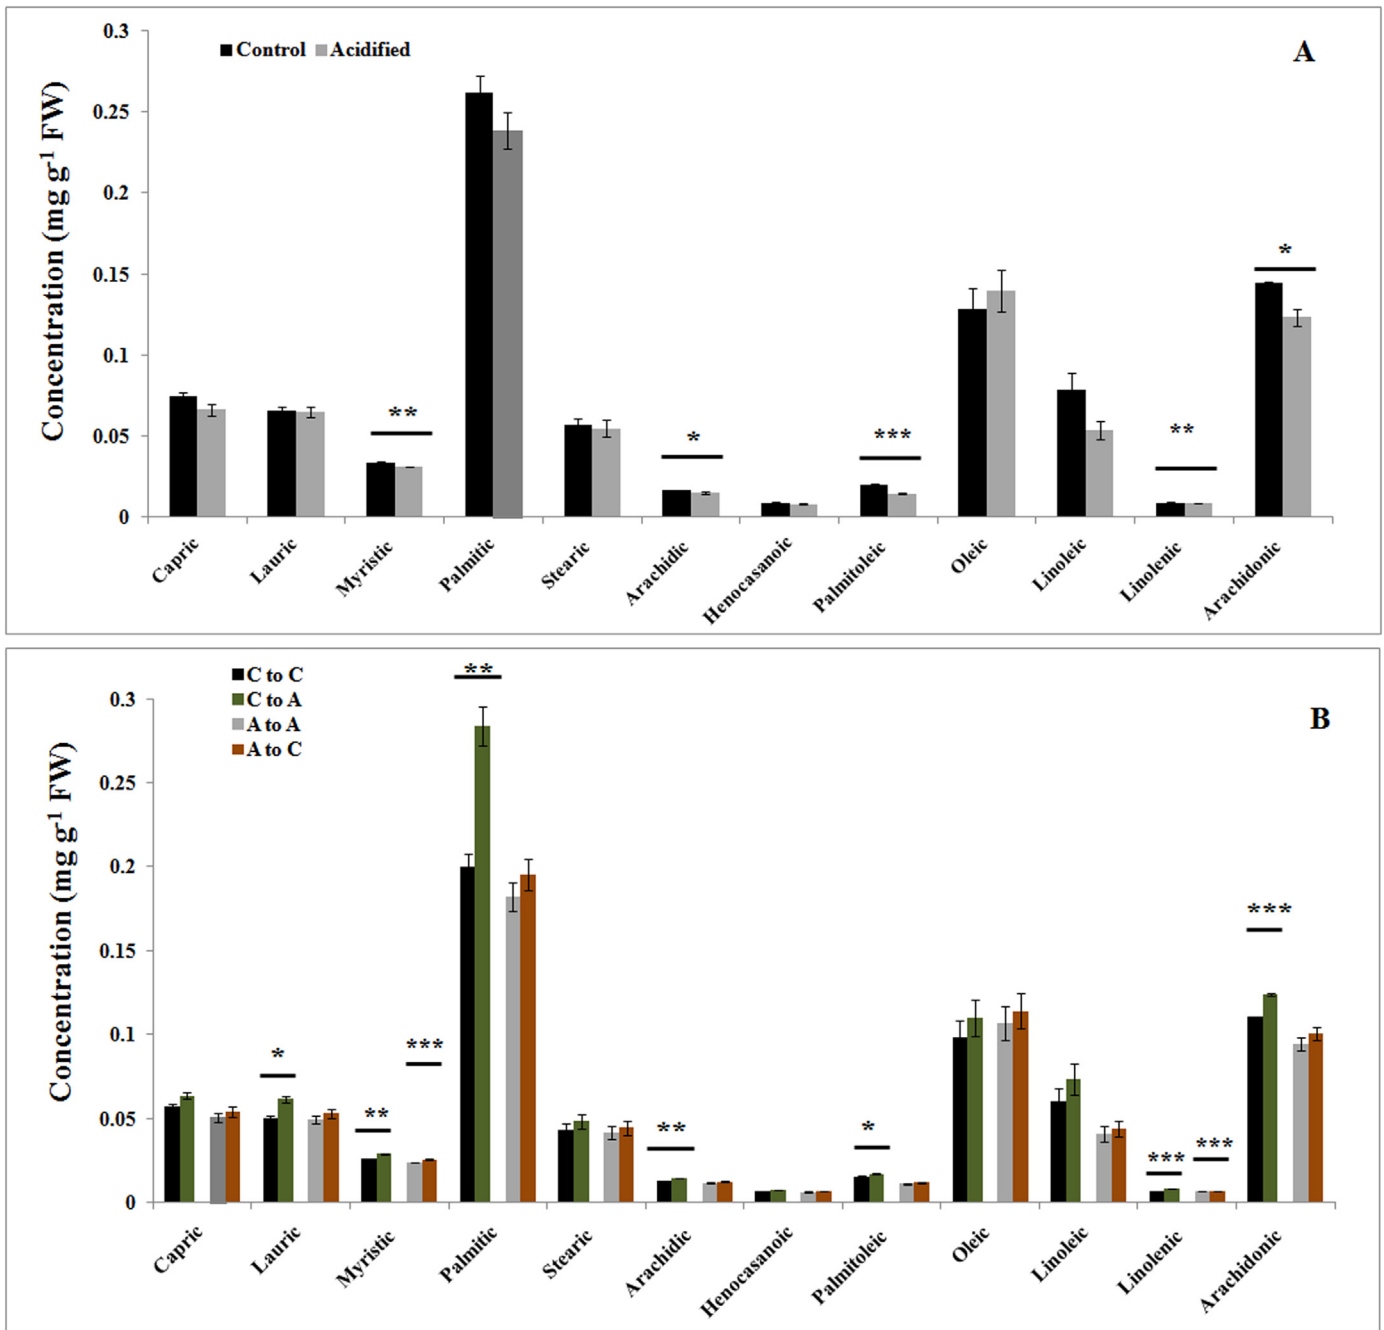 0.3
Control Acidified
A
0.25
0.2
0.15
0.1
0.05
0
Concentration (mg g-1 FW)
**
*
***
**
*
Capric Lauric Myristic Palmitic Stearic Arachidic Henocasanoic Palmitoleic Oleic Linoleic Linolenic Arachidonic
C to C
C to A
A to A
A to C
B
0.3
0.25
0.2
0.15
0.1
0.05
0
Concentration (mg g-1 FW)
*
**
***
**
**
*
***
***
***
Capric Lauric Myristic Palmitic Stearic Arachidic Henocasanoic Palmitoleic Oleic Linoleic Linolenic Arachidonic